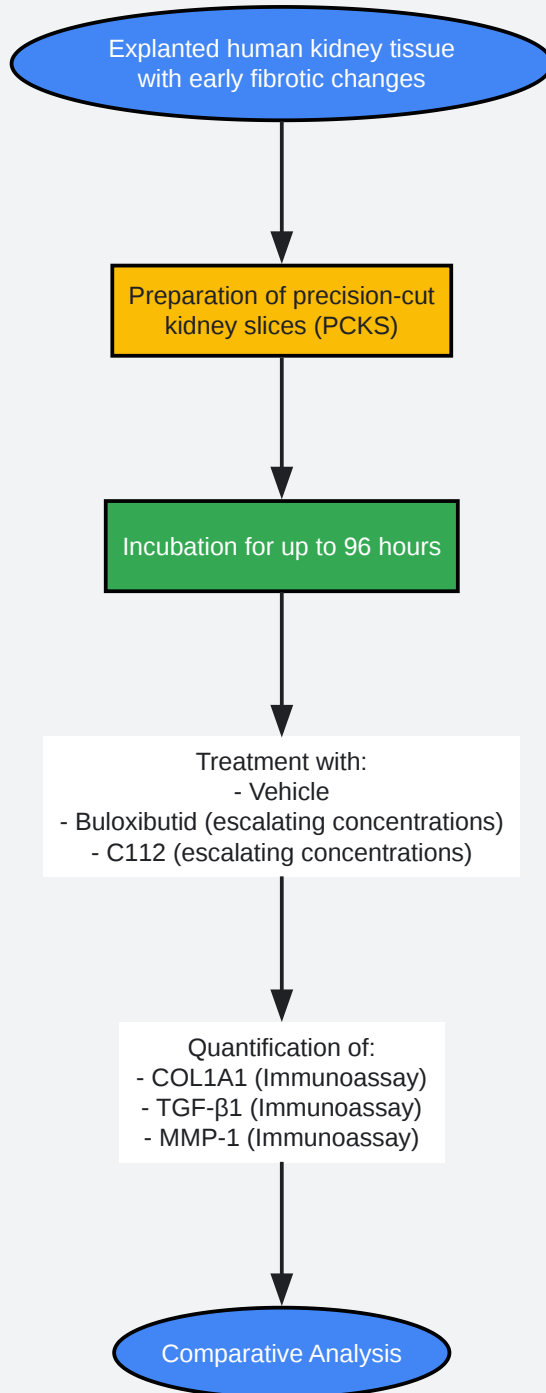 Explanted human kidney tissue
with early fibrotic changes
Preparation of precision-cut
kidney slices (PCKS)
Incubation for up to 96 hours
Treatment with:
- Vehicle
- Buloxibutid (escalating concentrations)
- C112 (escalating concentrations)
Quantification of:
- COL1A1 (Immunoassay)
- TGF-β1 (Immunoassay)
- MMP-1 (Immunoassay)
Comparative Analysis